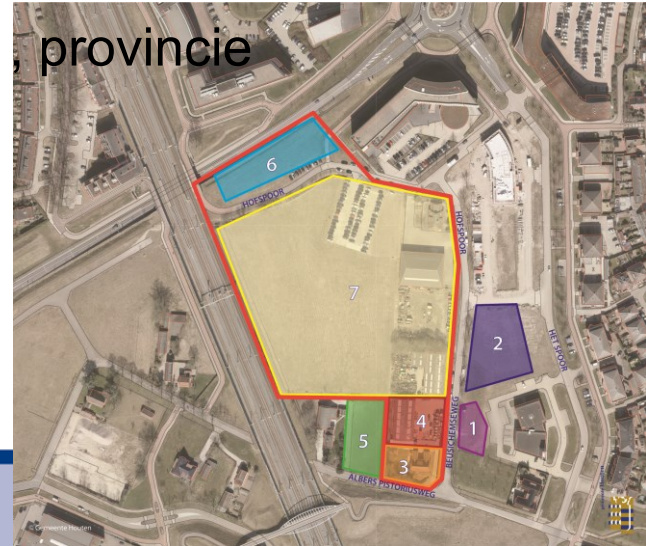 , provincie
6
HOFSPOOR
HOFSPOOR
7
2
HET SPOOR
1
4
5
3
BEUSICHEMSEWEG
ALBERS PISTORIUSWEG
© Gemeente Houten